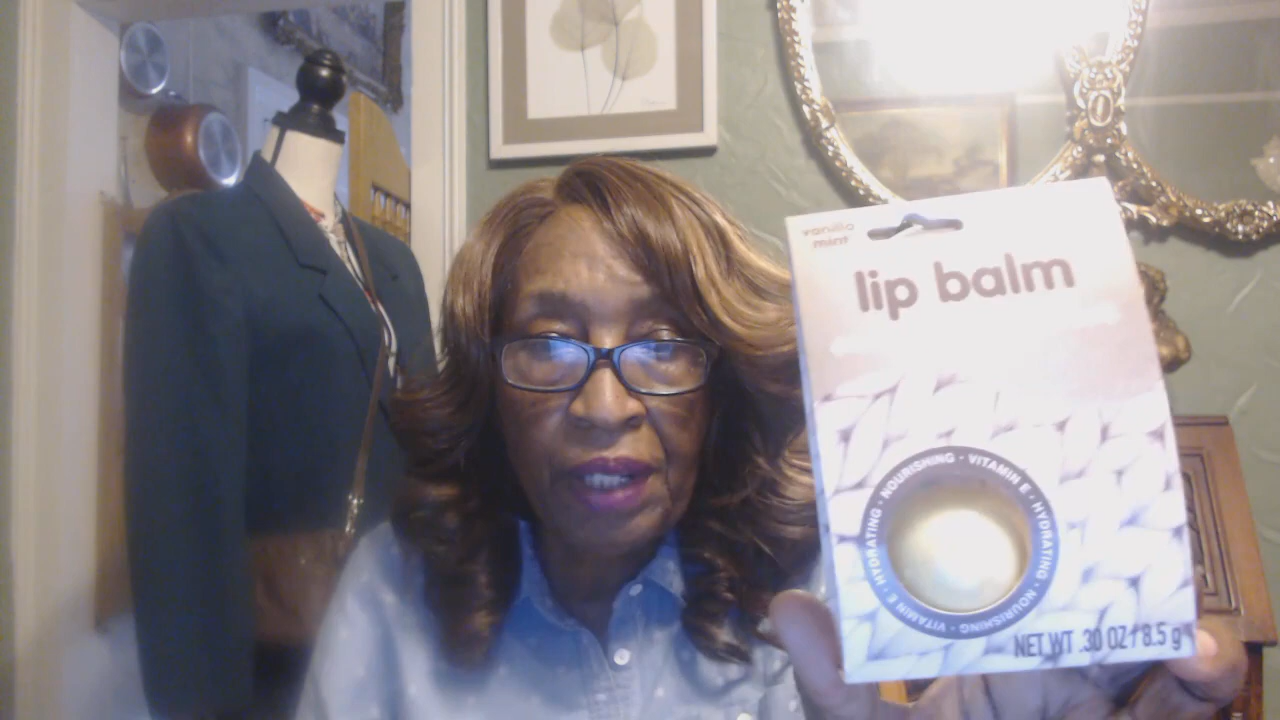 vanilla
mint
lip balm
NOURISHING · VITAMIN E · HYDRATING · NOURISHING · VITAMIN E · HYDRATING ·
NET WT .30 OZ / 8.5 g